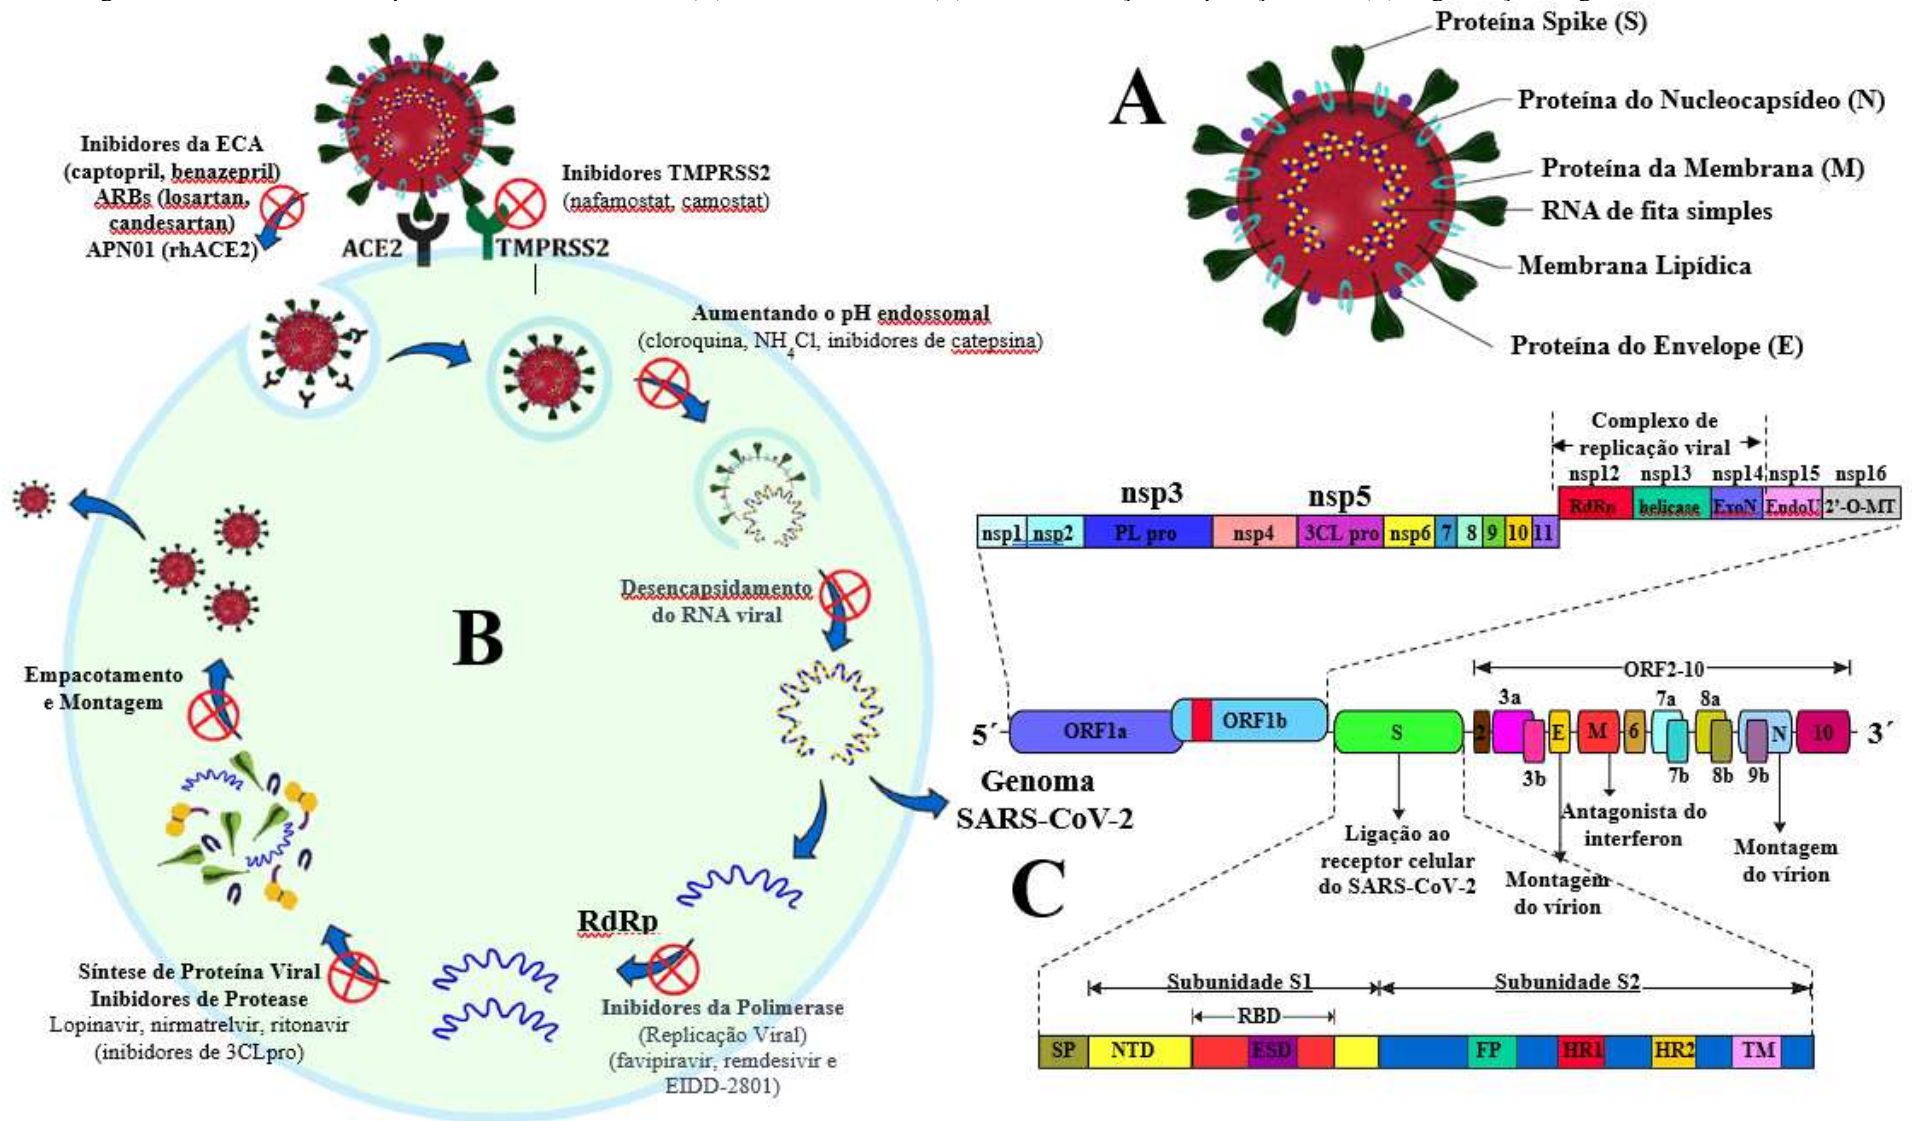 A
Proteína Spike (S)
Proteína do Nucleocapsídeo (N)
Proteína da Membrana (M)
RNA de fita simples
Membrana Lipídica
Proteína do Envelope (E)
B
Inibidores da ECA
(captopril, benazepril)
ARBs (losartan,
candesartan)
APN01 (rhACE2)
ACE2
TMPRSS2
Inibidores TMPRSS2
(nafamostat, camostat)
Aumentando o pH endossomal
(cloroquina, NH4Cl, inibidores de catepsina)
Desencapsidamento
do RNA viral
Genoma
SARS-CoV-2
RdRp
Inibidores da Polimerase
(Replicação Viral)
(favipiravir, remdesivir e
EIDD-2801)
Síntese de Proteína Viral
Inibidores de Protease
Lopinavir, nirmatrelvir, ritonavir
(inibidores de 3CLpro)
Empacotamento
e Montagem
C
Complexo de
replicação viral
nsp12 nsp13 nsp14 nsp15 nsp16
RdRp helicase ExoN EndoU 2'-O-MT
nsp3 nsp5
nsp1 nsp2 PL pro nsp4 3CL pro nsp6 7 8 9 10 11
ORF2-10
3a 7a 8a
5´ ORF1a ORF1b S 2 E M 6 N 10 3´
3b 7b 8b 9b
Ligação ao
receptor celular
do SARS-CoV-2
Montagem
do vírion
Antagonista do
interferon
Montagem
do vírion
Subunidade S1 Subunidade S2
RBD
SP NTD ESD FP HR1 HR2 TM